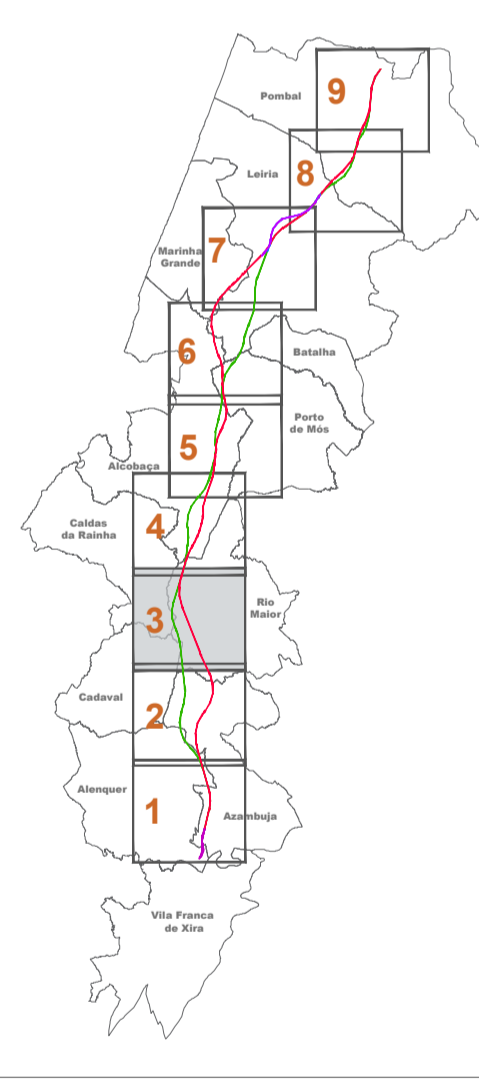 9
Pombal
8
Leiria
7
Marinha
Grande
6
Batalha
Porto
de Mós
5
Alcobaça
4
Caldas
da Rainha
Rio
Maior
3
Cadaval
2
Alenquer
1
Azambuja
Vila Franca
de Xira